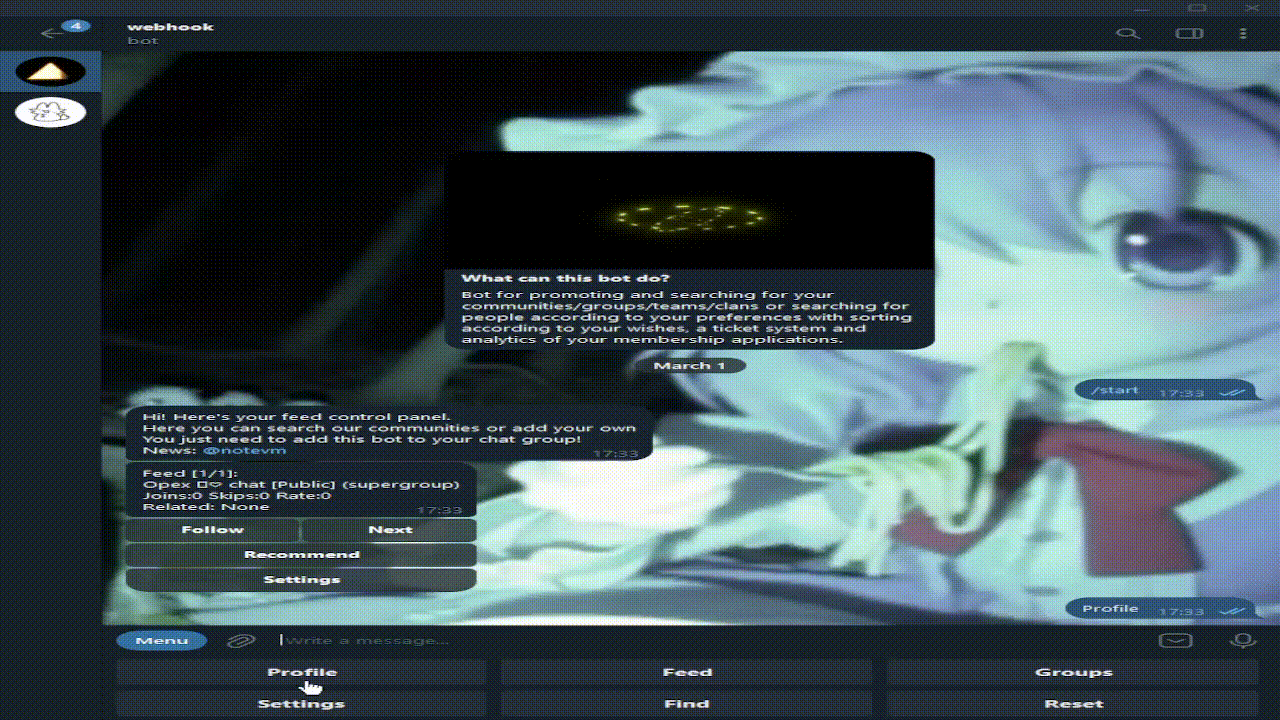 4
webhook
bot
What can this bot do?
Bot for promoting and searching for your
communities/groups/teams/clans or searching for
people according to your preferences with sorting
according to your wishes, a ticket system and
analytics of your membership applications.
March 1
/start 17:33
Hi! Here's your feed control panel.
Here you can search our communities or add your own
You just need to add this bot to your chat group!
News: @notevm 17:33
Feed [1/1]:
Opex chat [Public] (supergroup)
Joins:0 Skips:0 Rate:0
Related: None 17:33
Follow Next
Recommend
Settings
Profile 17:33
Menu Write a message...
Profile Feed Groups
Settings Find Reset